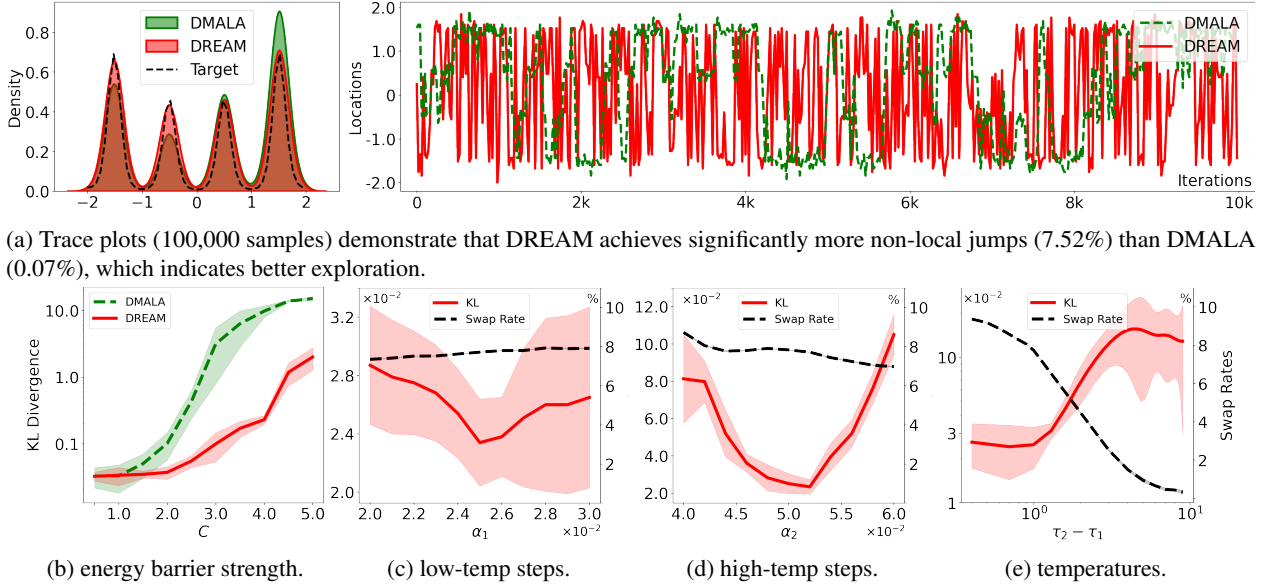 DMALA
DREAM
Target
Density
0.8
0.6
0.4
0.2
0.0
−2
−1
0
1
2
DMALA
DREAM
Locations
2.0
1.0
0
-1.0
-2.0
Iterations
0
2k
4k
6k
8k
10k
(a) Trace plots (100,000 samples) demonstrate that DREAM achieves significantly more non-local jumps (7.52%) than DMALA
(0.07%), which indicates better exploration.
DMALA
DREAM
KL Divergence
10.0
1.0
0.1
1.0
2.0
3.0
4.0
5.0
C
×10⁻²
KL
Swap Rate
%
3.2
2.8
2.4
2.0
10
8
6
4
2
2.0
2.2
2.4
2.6
2.8
3.0
α₁
×10⁻²
×10⁻²
KL
Swap Rate
%
12.0
10.0
8.0
6.0
4.0
2.0
10
8
6
4
2
4.0
4.5
5.0
5.5
6.0
α₂
×10⁻²
×10⁻²
KL
Swap Rate
%
10
3
1
10
8
6
4
2
Swap Rates
10⁰
10¹
τ₂ − τ₁
(b) energy barrier strength.
(c) low-temp steps.
(d) high-temp steps.
(e) temperatures.